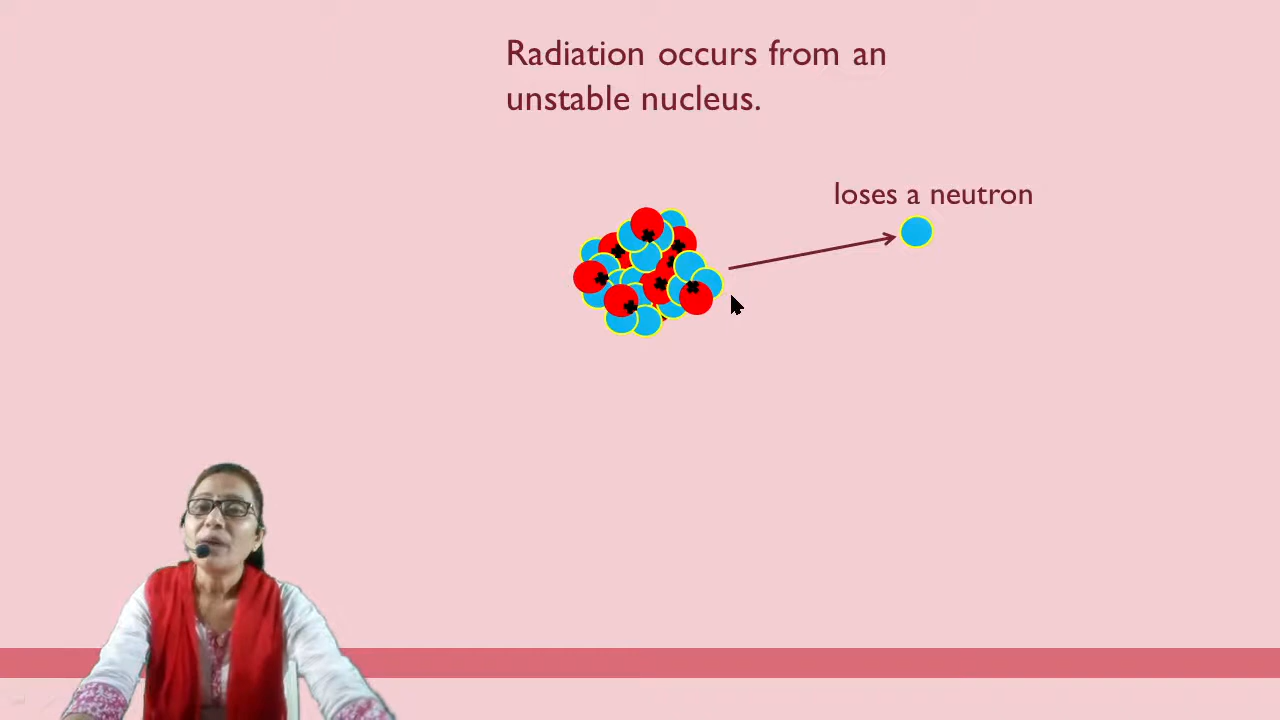 Radiation occurs from an
unstable nucleus.
loses a neutron